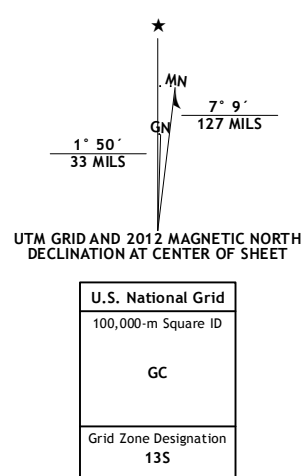 ★
MN
GN
7° 9´
127 MILS
1° 50´
33 MILS
UTM GRID AND 2012 MAGNETIC NORTH
DECLINATION AT CENTER OF SHEET
U.S. National Grid
100,000-m Square ID
GC
Grid Zone Designation
13S